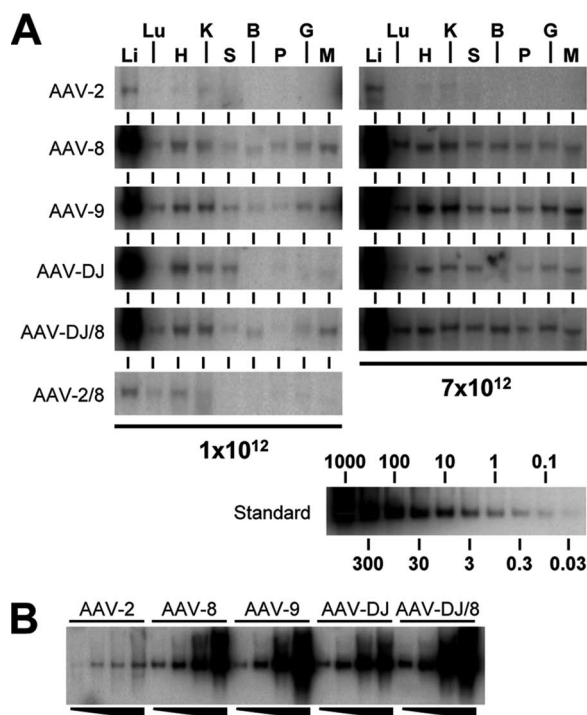 A
Lu K B G Lu K B G
Li H S P M Li H S P M
AAV-2
AAV-8
AAV-9
AAV-DJ
AAV-DJ/8
7x10¹²
AAV-2/8
1x10¹²
1000 100 10 1 0.1
Standard
300 30 3 0.3 0.03
B
AAV-2 AAV-8 AAV-9 AAV-DJ AAV-DJ/8